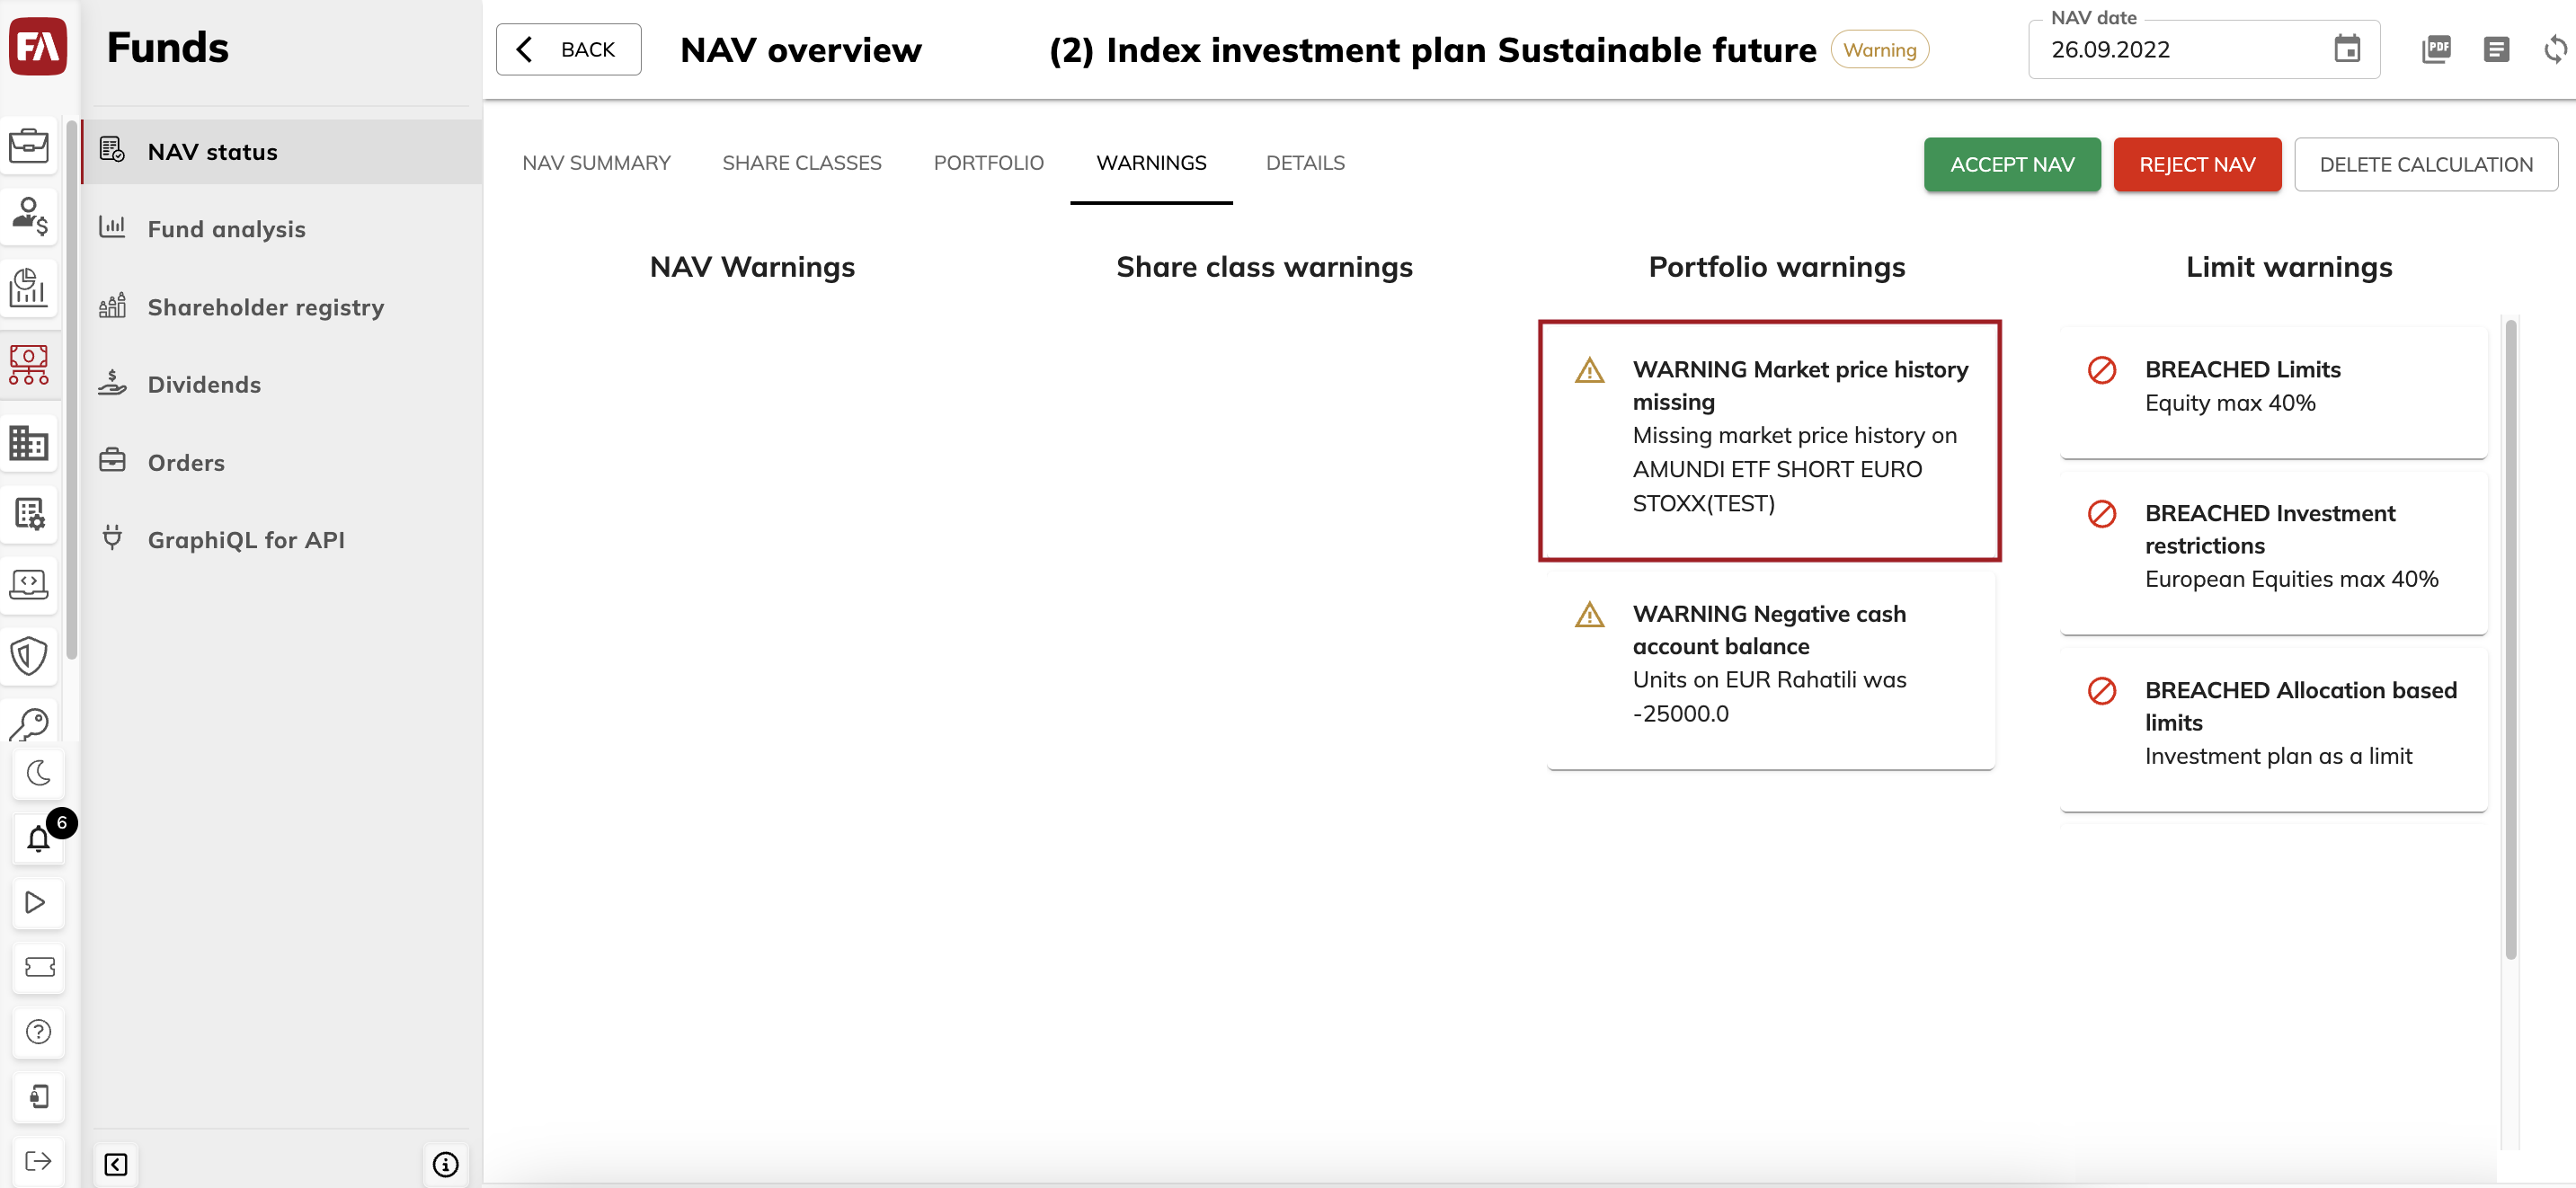 FA
Funds
NAV status
Fund analysis
Shareholder registry
Dividends
Orders
GraphiQL for API
6
BACK
NAV overview
(2) Index investment plan Sustainable future
Warning
NAV date
26.09.2022
PDF
NAV SUMMARY
SHARE CLASSES
PORTFOLIO
WARNINGS
DETAILS
ACCEPT NAV
REJECT NAV
DELETE CALCULATION
NAV Warnings
Share class warnings
Portfolio warnings
WARNING Market price history
missing
Missing market price history on
AMUNDI ETF SHORT EURO
STOXX(TEST)
WARNING Negative cash
account balance
Units on EUR Rahatili was
-25000.0
Limit warnings
BREACHED Limits
Equity max 40%
BREACHED Investment
restrictions
European Equities max 40%
BREACHED Allocation based
limits
Investment plan as a limit